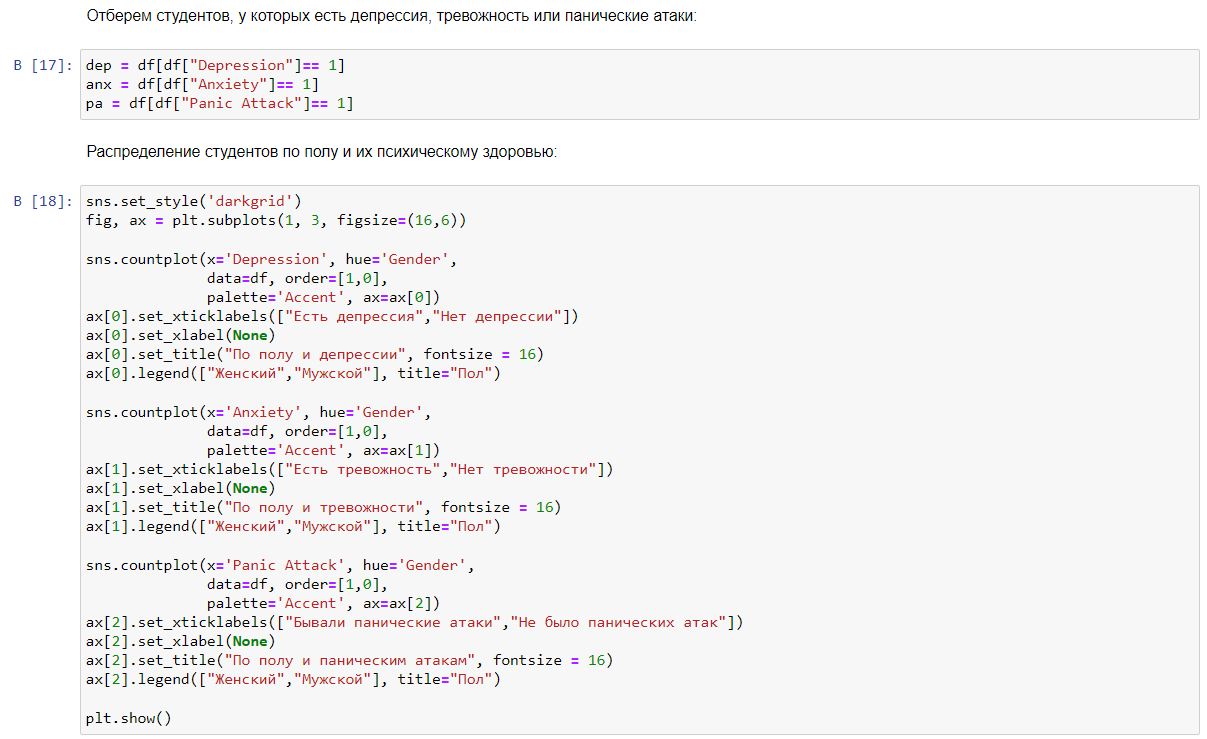 Отберем студентов, у которых есть депрессия, тревожность или панические атаки:
В [17]: dep = df[df["Depression"]== 1]
anx = df[df["Anxiety"]== 1]
pa = df[df["Panic Attack"]== 1]
Распределение студентов по полу и их психическому здоровью:
В [18]: sns.set_style('darkgrid')
fig, ax = plt.subplots(1, 3, figsize=(16,6))
sns.countplot(x='Depression', hue='Gender',
data=df, order=[1,0],
palette='Accent', ax=ax[0])
ax[0].set_xticklabels(["Есть депрессия","Нет депрессии"])
ax[0].set_xlabel(None)
ax[0].set_title("По полу и депрессии", fontsize = 16)
ax[0].legend(["Женский","Мужской"], title="Пол")
sns.countplot(x='Anxiety', hue='Gender',
data=df, order=[1,0],
palette='Accent', ax=ax[1])
ax[1].set_xticklabels(["Есть тревожность","Нет тревожности"])
ax[1].set_xlabel(None)
ax[1].set_title("По полу и тревожности", fontsize = 16)
ax[1].legend(["Женский","Мужской"], title="Пол")
sns.countplot(x='Panic Attack', hue='Gender',
data=df, order=[1,0],
palette='Accent', ax=ax[2])
ax[2].set_xticklabels(["Бывали панические атаки","Не было панических атак"])
ax[2].set_xlabel(None)
ax[2].set_title("По полу и паническим атакам", fontsize = 16)
ax[2].legend(["Женский","Мужской"], title="Пол")
plt.show()